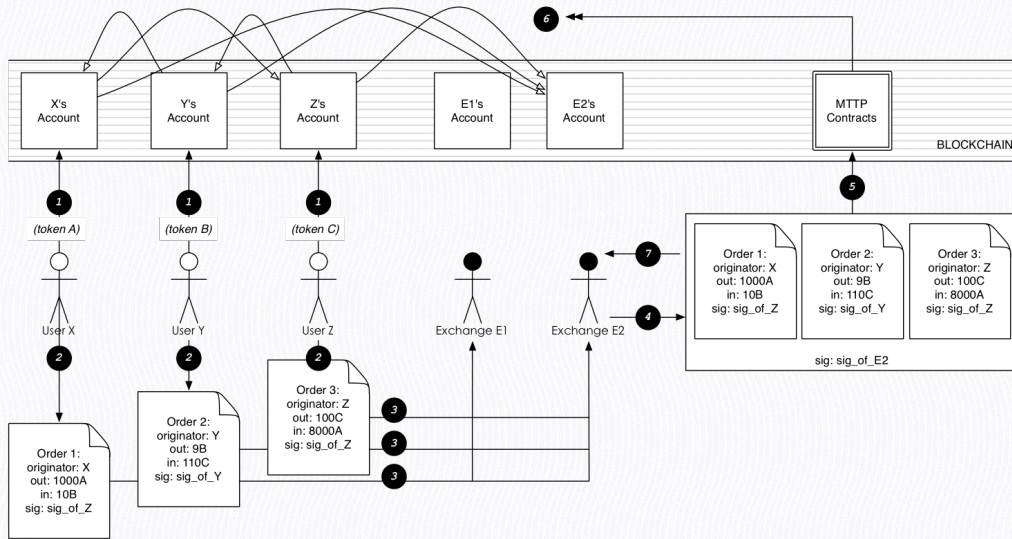 6
X's
Account
Y's
Account
Z's
Account
E1's
Account
E2's
Account
MTTP
Contracts
BLOCKCHAIN
1
1
1
5
(token A)
(token B)
(token C)
Order 1:
originator: X
out: 1000A
in: 10B
sig: sig_of_Z
Order 2:
originator: Y
out: 9B
in: 110C
sig: sig_of_Y
Order 3:
originator: Z
out: 100C
in: 8000A
sig: sig_of_Z
7
4
User X
User Y
User Z
Exchange E1
Exchange E2
sig: sig_of_E2
2
2
2
Order 3:
originator: Z
out: 100C
in: 8000A
sig: sig_of_Z
3
3
3
Order 2:
originator: Y
out: 9B
in: 110C
sig: sig_of_Y
Order 1:
originator: X
out: 1000A
in: 10B
sig: sig_of_Z